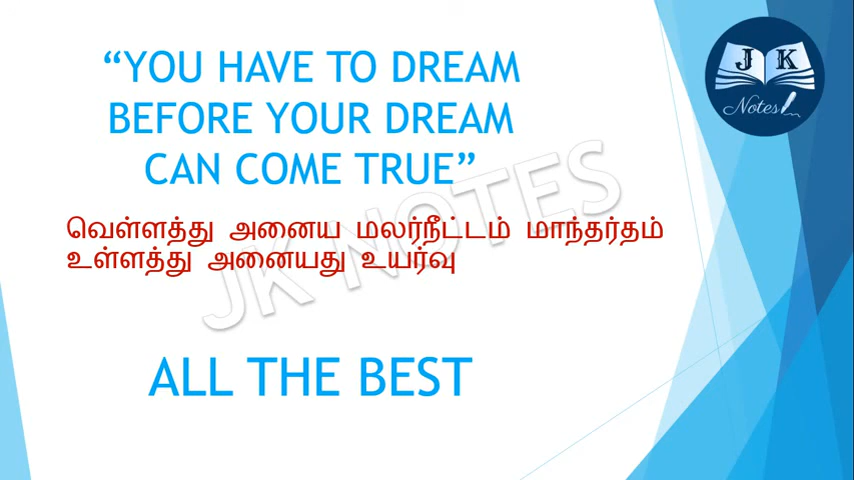 “YOU HAVE TO DREAM
BEFORE YOUR DREAM
CAN COME TRUE”
வெள்ளத்து அனைய மலர்நீட்டம் மாந்தர்தம்
உள்ளத்து அனையது உயர்வு
ALL THE BEST
J K
Notes
JK NOTES